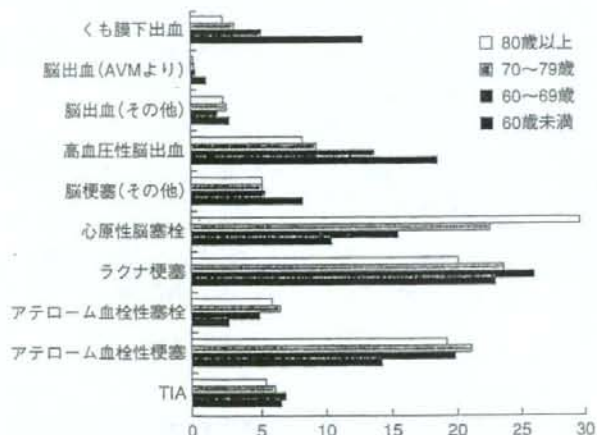 くも膜下出血
脳出血(AVMより)
脳出血(その他)
高血圧性脳出血
脳梗塞(その他)
心原性脳塞栓
ラクナ梗塞
アテローム血栓性塞栓
アテローム血栓性梗塞
TIA
80歳以上
70〜79歳
60〜69歳
60歳未満
0 5 10 15 20 25 30